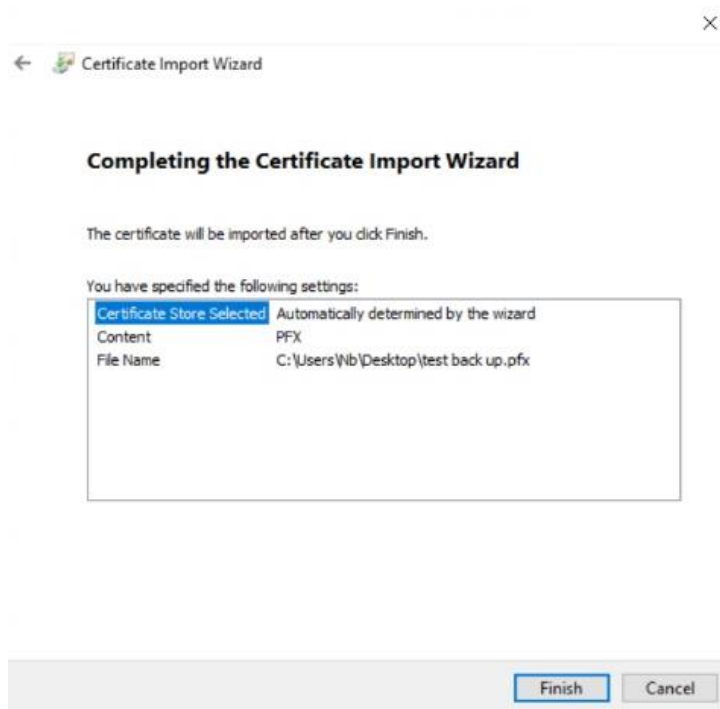 Certificate Import Wizard
Completing the Certificate Import Wizard
The certificate will be imported after you click Finish.
You have specified the following settings:
Certificate Store Selected Automatically determined by the wizard
Content PFX
File Name C:\Users\Nb\Desktop\test back up.pfx
Finish Cancel